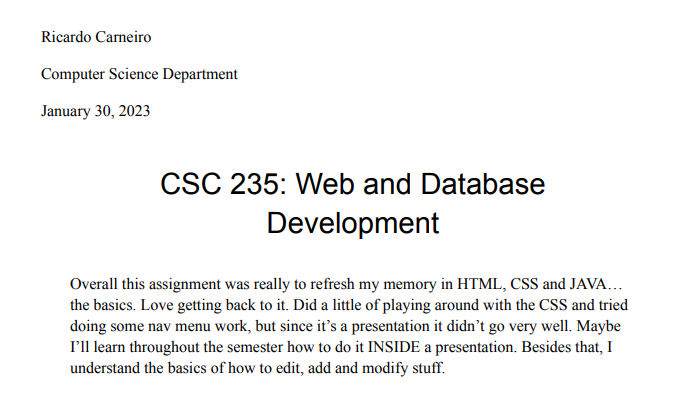 Ricardo Carneiro
Computer Science Department
January 30, 2023
CSC 235: Web and Database
Development
Overall this assignment was really to refresh my memory in HTML, CSS and JAVA…
the basics. Love getting back to it. Did a little of playing around with the CSS and tried
doing some nav menu work, but since it’s a presentation it didn’t go very well. Maybe
I’ll learn throughout the semester how to do it INSIDE a presentation. Besides that, I
understand the basics of how to edit, add and modify stuff.